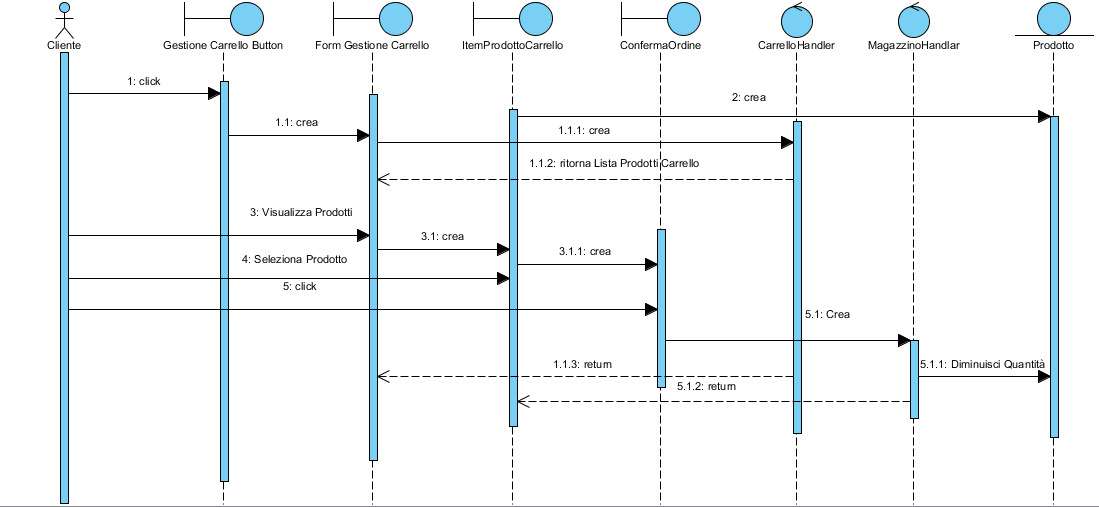 Cliente
Gestione Carrello Button
Form Gestione Carrello
ItemProdottoCarrello
ConfermaOrdine
CarrelloHandler
MagazzinoHandlar
Prodotto
1: click
2: crea
1.1: crea
1.1.1: crea
1.1.2: ritorna Lista Prodotti Carrello
3: Visualizza Prodotti
3.1: crea
3.1.1: crea
4: Seleziona Prodotto
5: click
5.1: Crea
1.1.3: return
5.1.1: Diminuisci Quantità
5.1.2: return